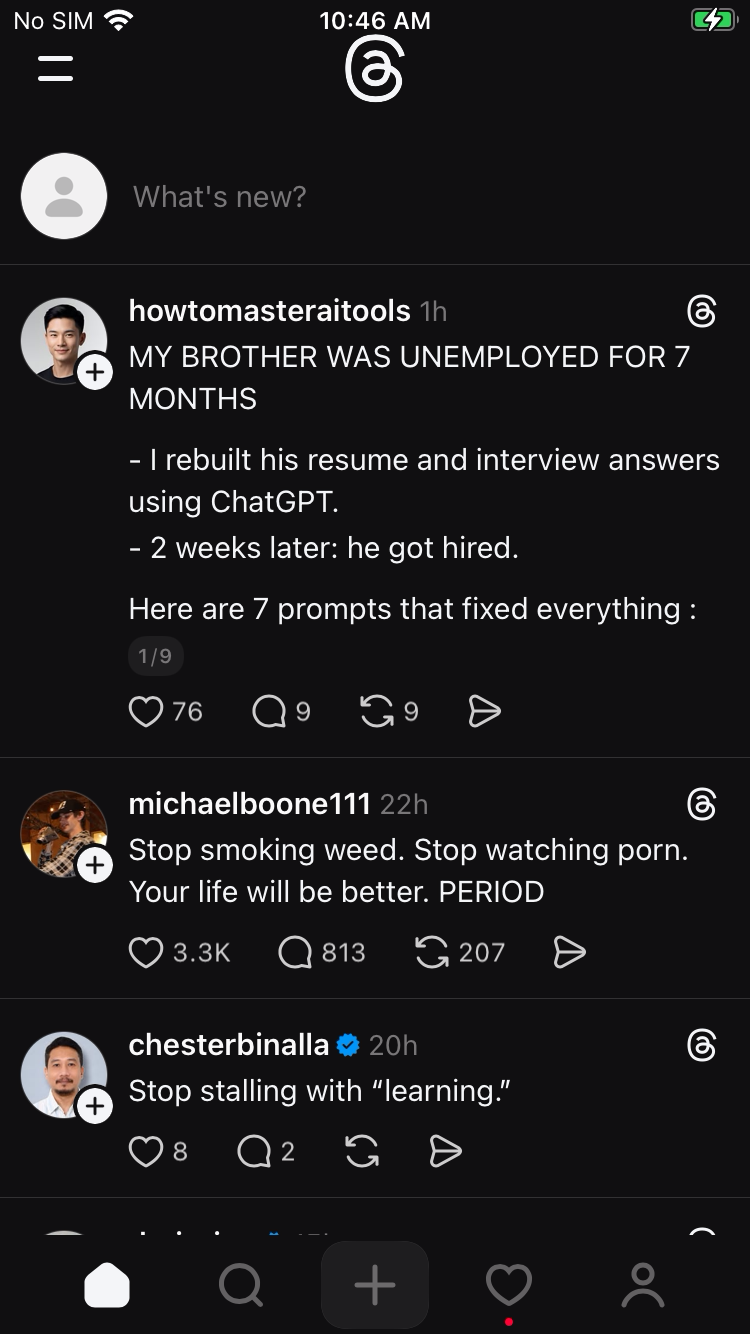 No SIM 10:46 AM
What's new?
howtomasteraitools 1h
MY BROTHER WAS UNEMPLOYED FOR 7
MONTHS
- I rebuilt his resume and interview answers
using ChatGPT.
- 2 weeks later: he got hired.
Here are 7 prompts that fixed everything :
1/9
76 9 9
michaelboone111 22h
Stop smoking weed. Stop watching porn.
Your life will be better. PERIOD
3.3K 813 207
chesterbinalla 20h
Stop stalling with “learning.”
8 2